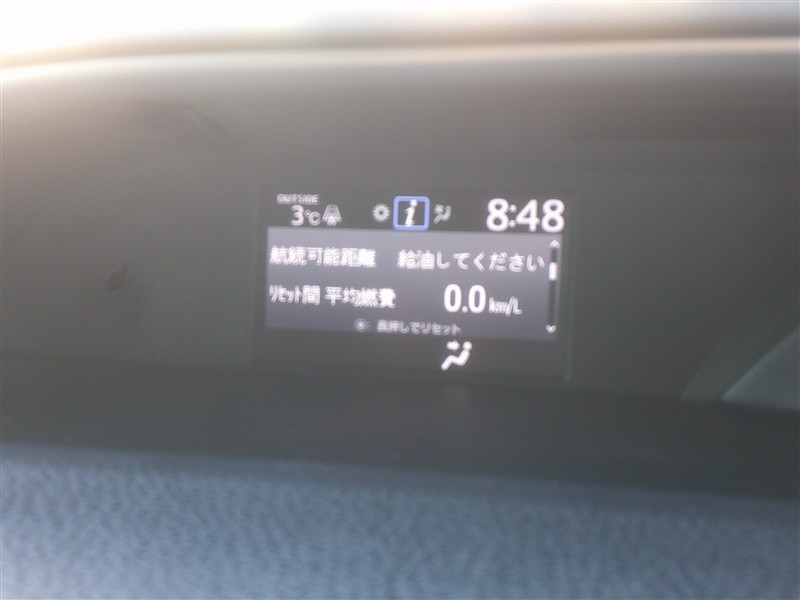 OUTSIDE
3℃
8:48
航続可能距離 給油してください
リセット間 平均燃費 0.0 km/L
長押しでリセット